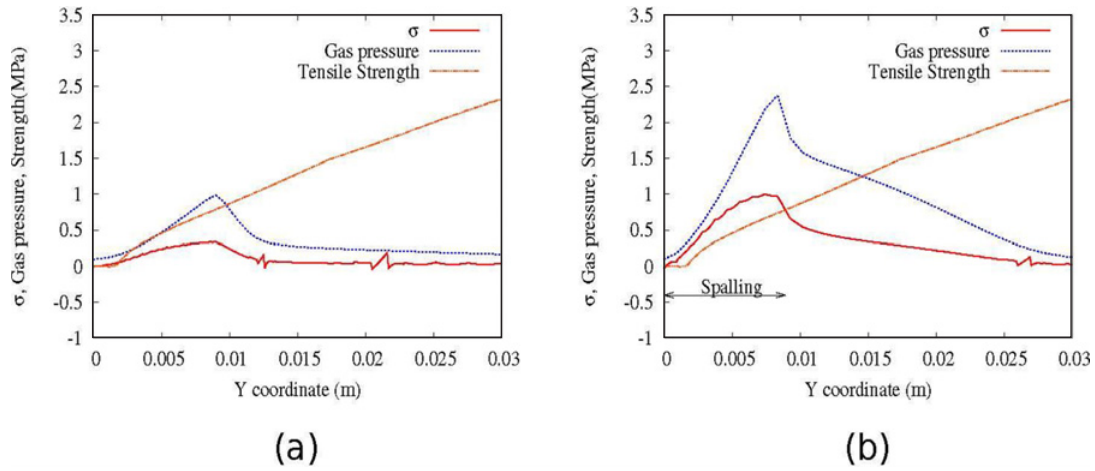 σ, Gas pressure, Strength(MPa)
3.5
3
2.5
2
1.5
1
0.5
0
-0.5
-1
σ
Gas pressure
Tensile Strength
0 0.005 0.01 0.015 0.02 0.025 0.03
Y coordinate (m)
(a)
σ, Gas pressure, Strength(MPa)
3.5
3
2.5
2
1.5
1
0.5
0
-0.5
-1
σ
Gas pressure
Tensile Strength
Spalling
0 0.005 0.01 0.015 0.02 0.025 0.03
Y coordinate (m)
(b)